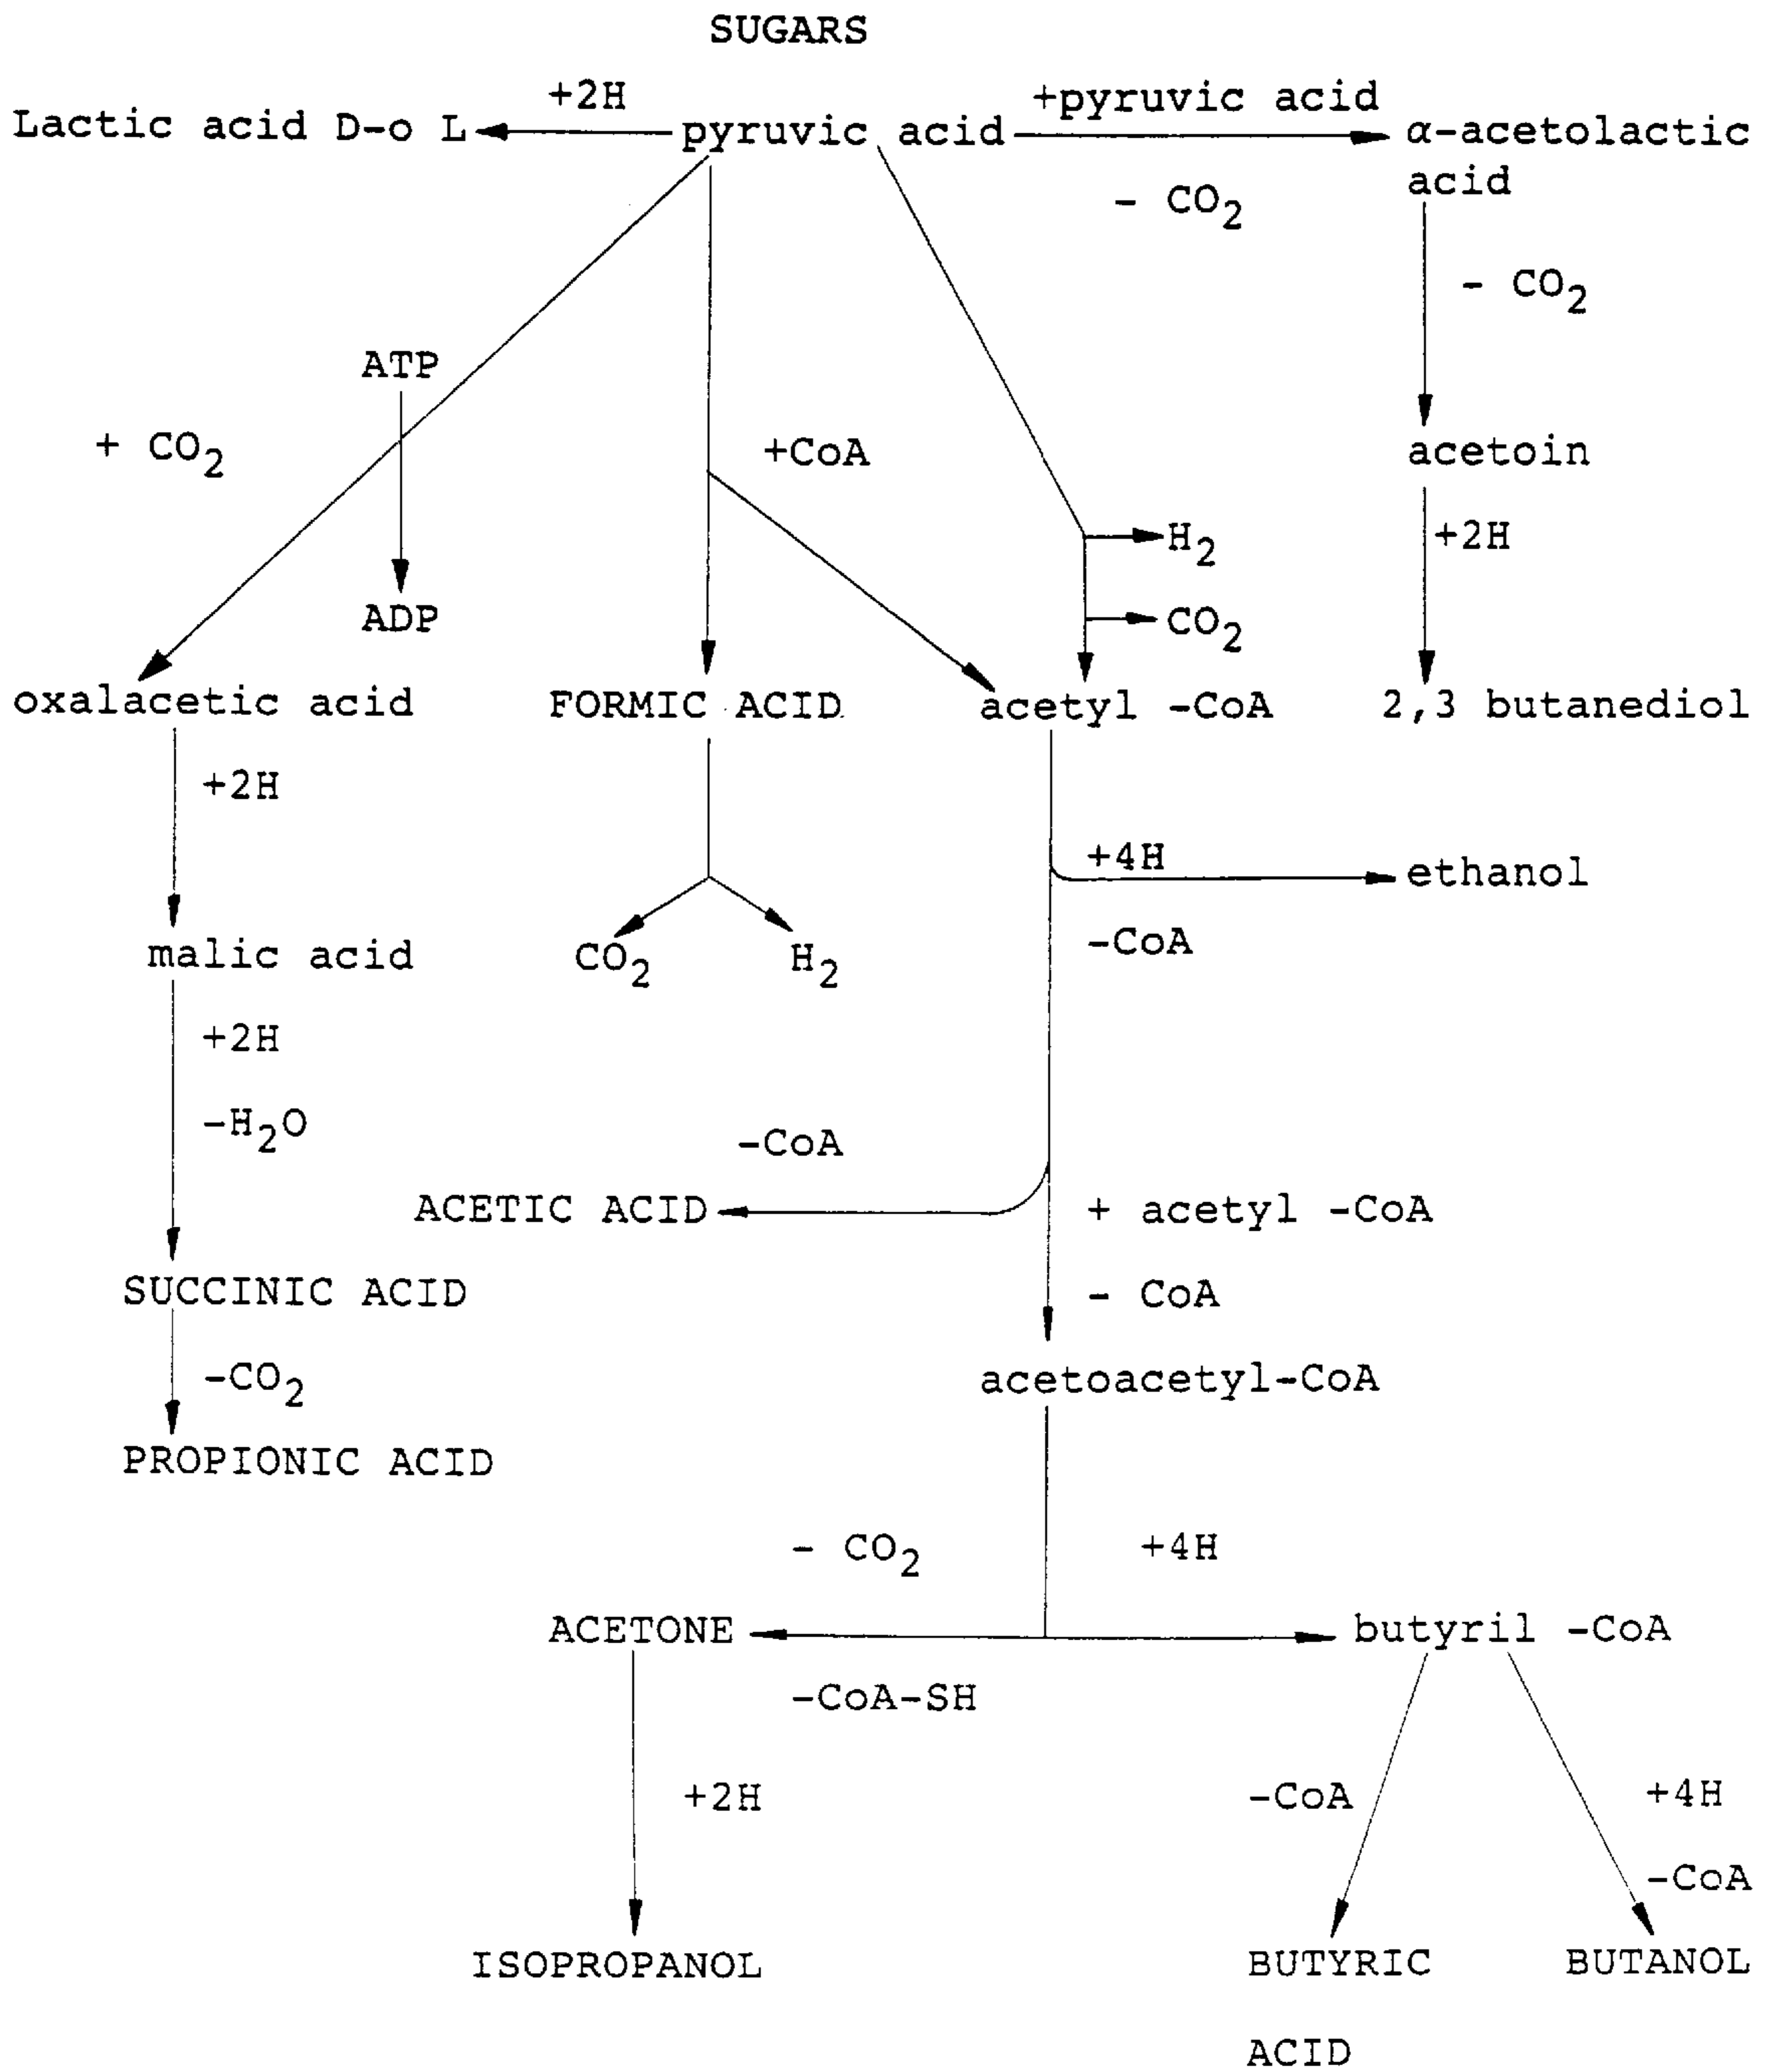 SUGARS
+2H
+pyruvic acid
Lactic acid D-o L
pyruvic acid
α-acetolactic
acid
- CO2
- CO2
ATP
+ CO2
+CoA
acetoin
H2
+2H
ADP
CO2
oxalacetic acid
FORMIC ACID
acetyl -CoA
2,3 butanediol
+2H
+4H
ethanol
-CoA
malic acid
CO2
H2
+2H
-H2O
-CoA
ACETIC ACID
+ acetyl -CoA
SUCCINIC ACID
- CoA
-CO2
acetoacetyl-CoA
PROPIONIC ACID
- CO2
+4H
ACETONE
butyril -CoA
-CoA-SH
+2H
-CoA
+4H
-CoA
ISOPROPANOL
BUTYRIC
BUTANOL
ACID